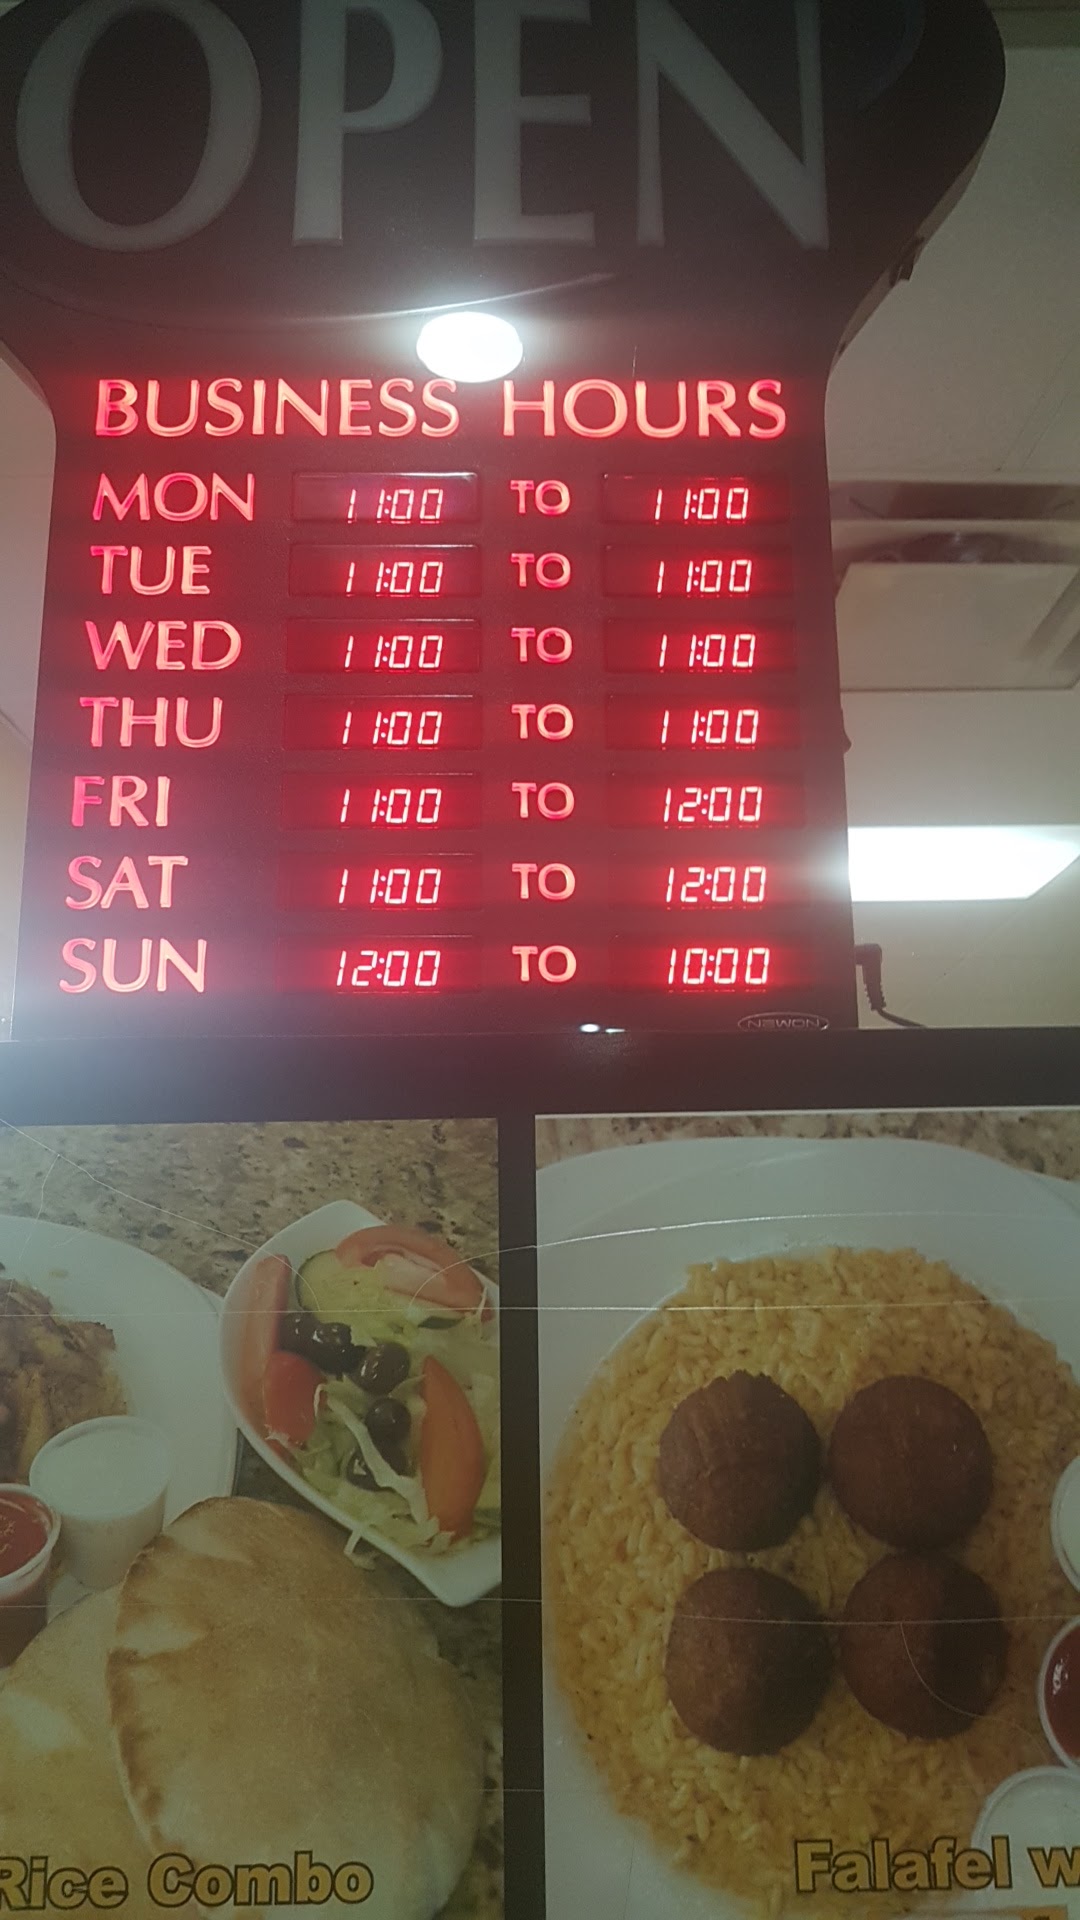 OPEN
BUSINESS HOURS
MON 11:00 TO 11:00
TUE 11:00 TO 11:00
WED 11:00 TO 11:00
THU 11:00 TO 11:00
FRI 11:00 TO 12:00
SAT 11:00 TO 12:00
SUN 12:00 TO 10:00
NEWON
Rice Combo
Falafel w